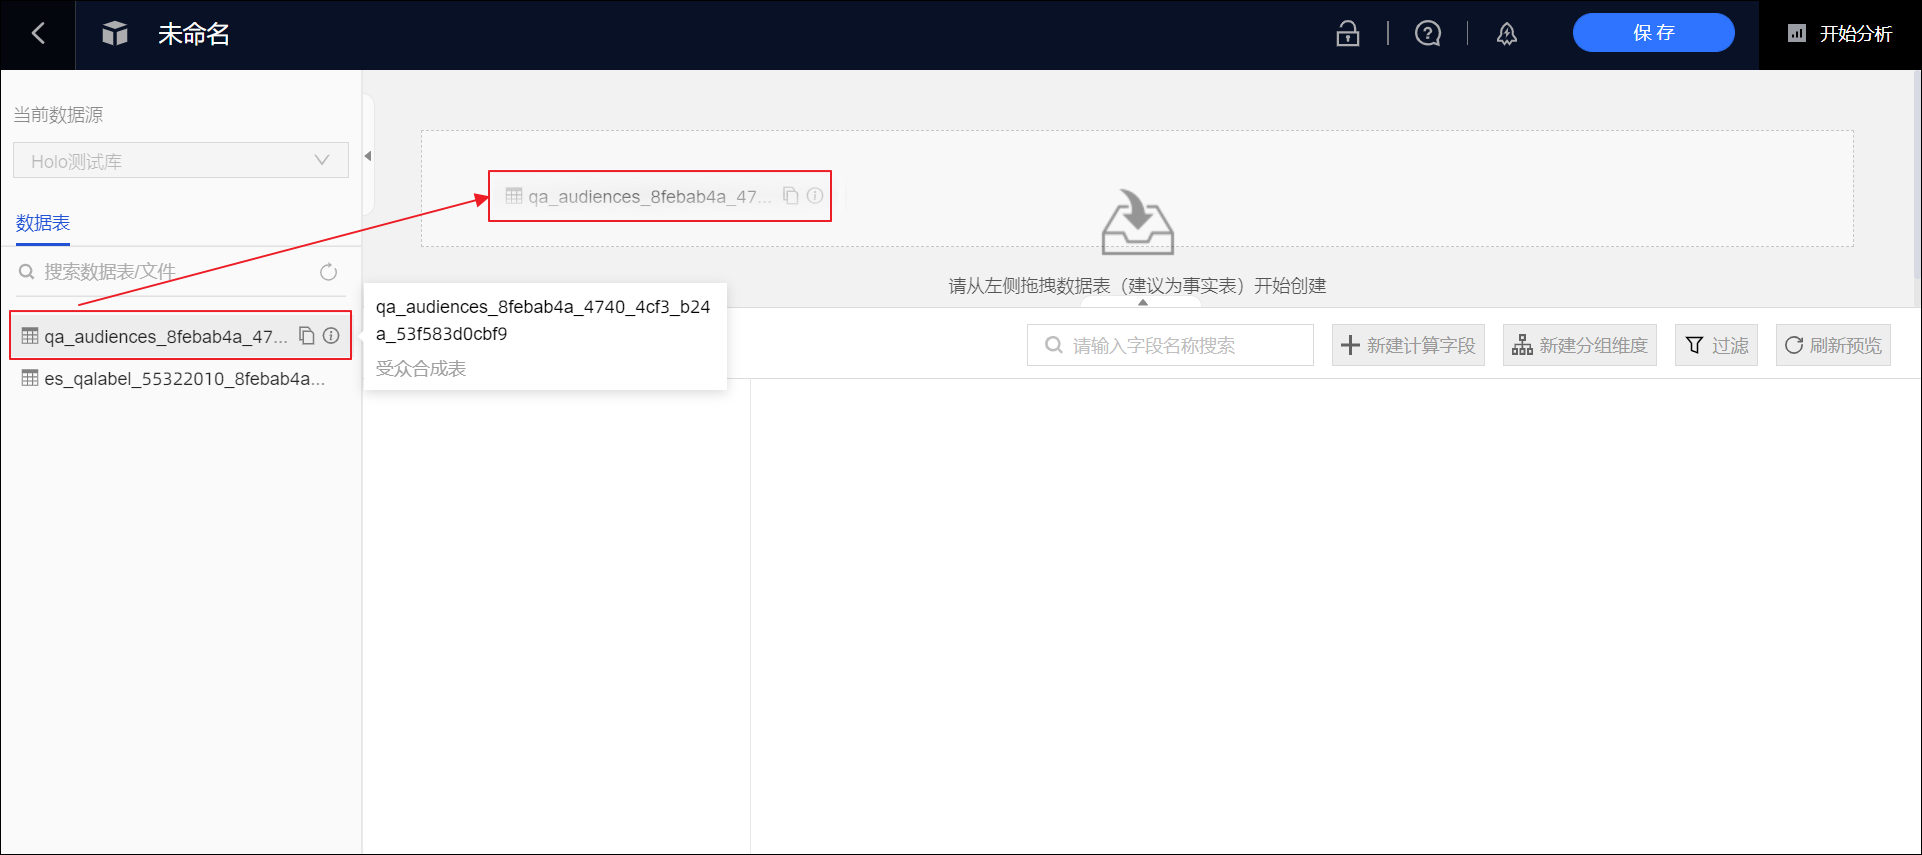 未命名
保 存
开始分析
当前数据源
Holo测试库
数据表
搜索数据表/文件
qa_audiences_8febab4a_47...
es_qalabel_55322010_8febab4a...
qa_audiences_8febab4a_47...
请从左侧拖拽数据表（建议为事实表）开始创建
qa_audiences_8febab4a_4740_4cf3_b24
a_53f583d0cbf9
受众合成表
请输入字段名称搜索
新建计算字段
新建分组维度
过滤
刷新预览